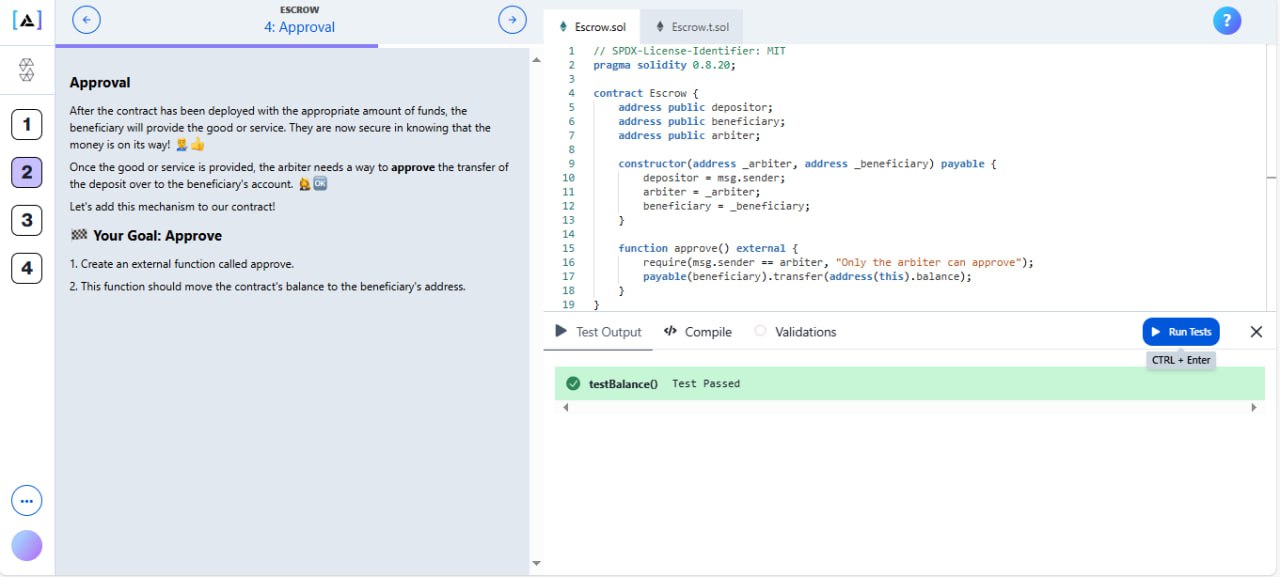 [A]
ESCROW
4: Approval
1
2
3
4
Approval
After the contract has been deployed with the appropriate amount of funds, the
beneficiary will provide the good or service. They are now secure in knowing that the
money is on its way! 🤷‍♂️👍
Once the good or service is provided, the arbiter needs a way to approve the transfer of
the deposit over to the beneficiary's account. 🙋‍♀️🆗
Let's add this mechanism to our contract!
🏁 Your Goal: Approve
1. Create an external function called approve.
2. This function should move the contract's balance to the beneficiary's address.
Escrow.sol
Escrow.t.sol
?
1 // SPDX-License-Identifier: MIT
2 pragma solidity 0.8.20;
3
4 contract Escrow {
5     address public depositor;
6     address public beneficiary;
7     address public arbiter;
8
9     constructor(address _arbiter, address _beneficiary) payable {
10         depositor = msg.sender;
11         arbiter = _arbiter;
12         beneficiary = _beneficiary;
13     }
14
15     function approve() external {
16         require(msg.sender == arbiter, "Only the arbiter can approve");
17         payable(beneficiary).transfer(address(this).balance);
18     }
19 }
Test Output
</> Compile
Validations
Run Tests
CTRL + Enter
testBalance() Test Passed